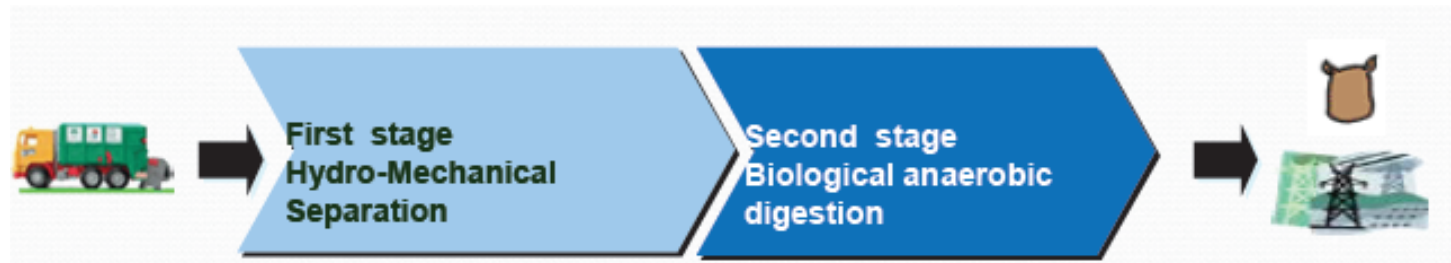 First stage
Hydro-Mechanical
Separation
Second stage
Biological anaerobic
digestion